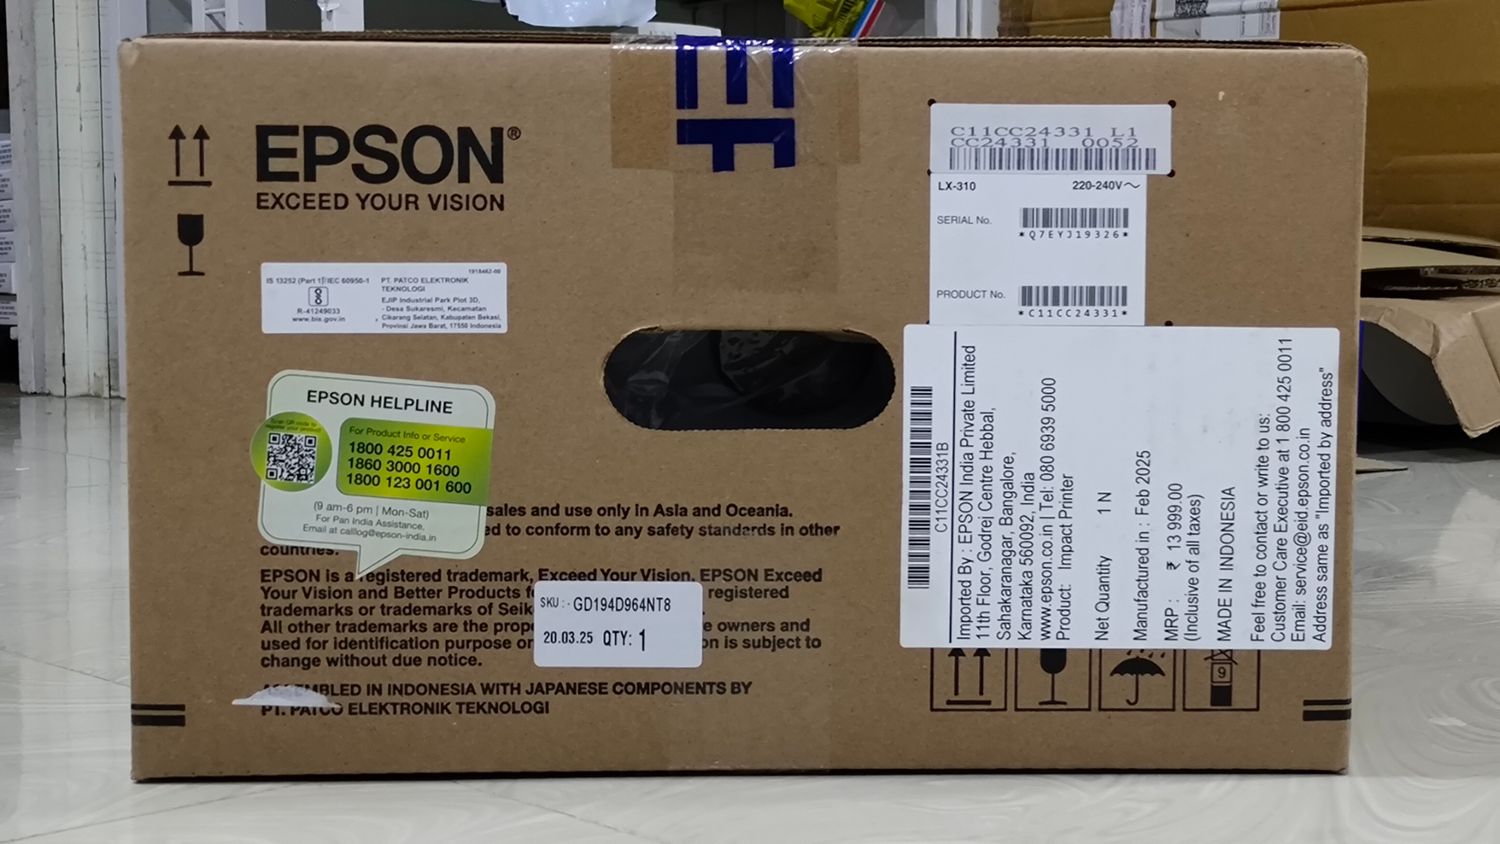 EPSON®
EXCEED YOUR VISION
1918462-00
IS 13252 (Part 1)/IEC 60950-1
R-41249033
www.bis.gov.in
PT. PATCO ELEKTRONIK
TEKNOLOGI
EJIP Industrial Park Plot 3D,
- Desa Sukaresmi, Kecamatan
Cikarang Selatan, Kabupaten Bekasi,
Provinsi Jawa Barat, 17550 Indonesia
EPSON HELPLINE
Scan QR code to
register your product
For Product Info or Service
1800 425 0011
1860 3000 1600
1800 123 001 600
(9 am-6 pm | Mon-Sat)
For Pan India Assistance,
Email at calllog@epson-india.in
sales and use only in Asia and Oceania.
ed to conform to any safety standards in other
countries.
EPSON is a registered trademark, Exceed Your Vision, EPSON Exceed
Your Vision and Better Products f registered
trademarks or trademarks of Seik
All other trademarks are the prope e owners and
used for identification purpose on is subject to
change without due notice.
SKU :- GD194D964NT8
20.03.25 QTY: 1
ASSEMBLED IN INDONESIA WITH JAPANESE COMPONENTS BY
PT. PATCO ELEKTRONIK TEKNOLOGI
C11CC24331 L1
CC24331 0052
LX-310 220-240V~
SERIAL No.
*Q7EYJ19326*
PRODUCT No.
*C11CC24331*
C11CC24331B
Imported By : EPSON India Private Limited
11th Floor, Godrej Centre Hebbal,
Sahakaranagar, Bangalore,
Karnataka 560092, India
www.epson.co.in | Tel: 080 6939 5000
Product: Impact Printer
Net Quantity 1 N
Manufactured in : Feb 2025
MRP : ₹ 13 999.00
(Inclusive of all taxes)
MADE IN INDONESIA
Feel free to contact or write to us:
Customer Care Executive at 1 800 425 0011
Email: service@eid.epson.co.in
Address same as "Imported by address"
9